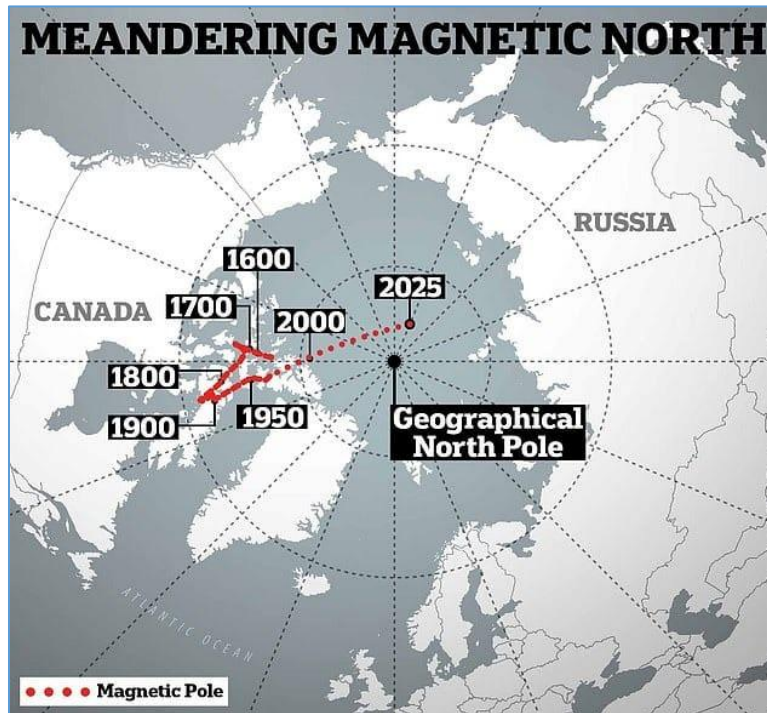 MEANDERING MAGNETIC NORTH
RUSSIA
1600
CANADA
1700
2025
2000
1800
1900
1950
Geographical
North Pole
ATLANTIC OCEAN
Magnetic Pole